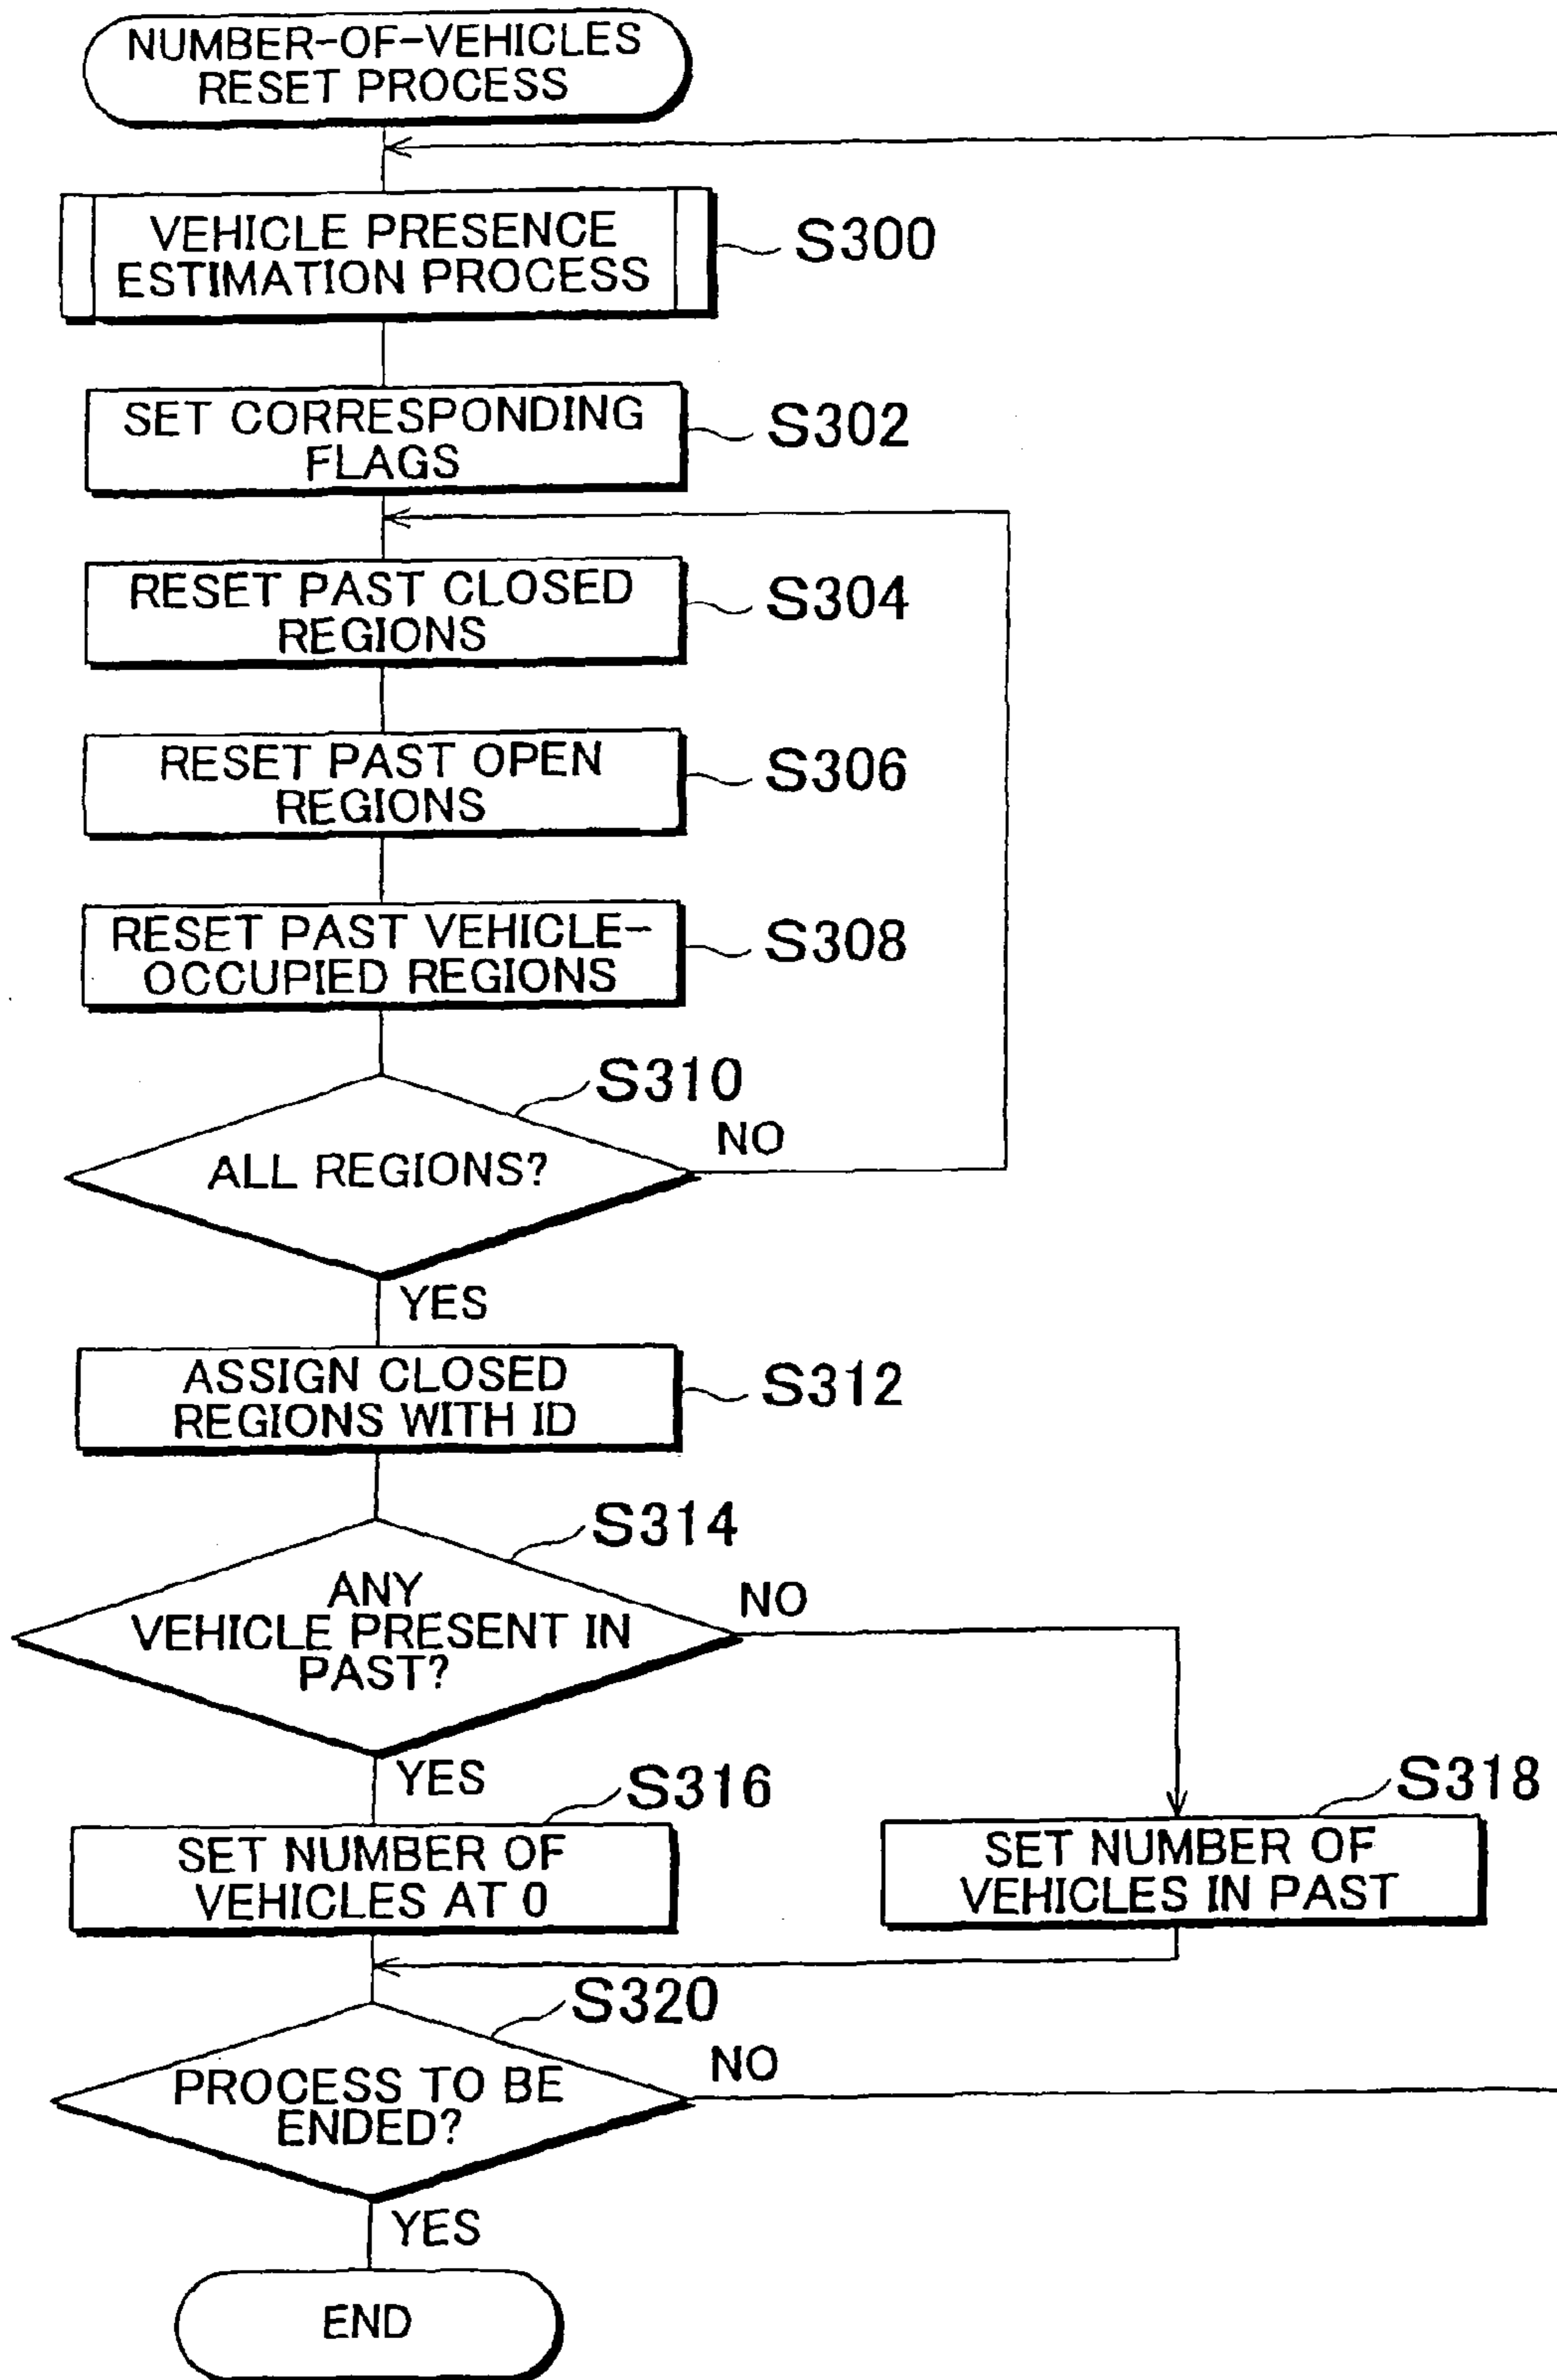 NUMBER-OF-VEHICLES
RESET PROCESS
VEHICLE PRESENCE
ESTIMATION PROCESS
S300
SET CORRESPONDING
FLAGS
S302
RESET PAST CLOSED
REGIONS
S304
RESET PAST OPEN
REGIONS
S306
RESET PAST VEHICLE-
OCCUPIED REGIONS
S308
S310
ALL REGIONS?
NO
YES
ASSIGN CLOSED
REGIONS WITH ID
S312
S314
ANY
VEHICLE PRESENT IN
PAST?
NO
YES
S316
SET NUMBER OF
VEHICLES AT 0
S318
SET NUMBER OF
VEHICLES IN PAST
S320
PROCESS TO BE
ENDED?
NO
YES
END